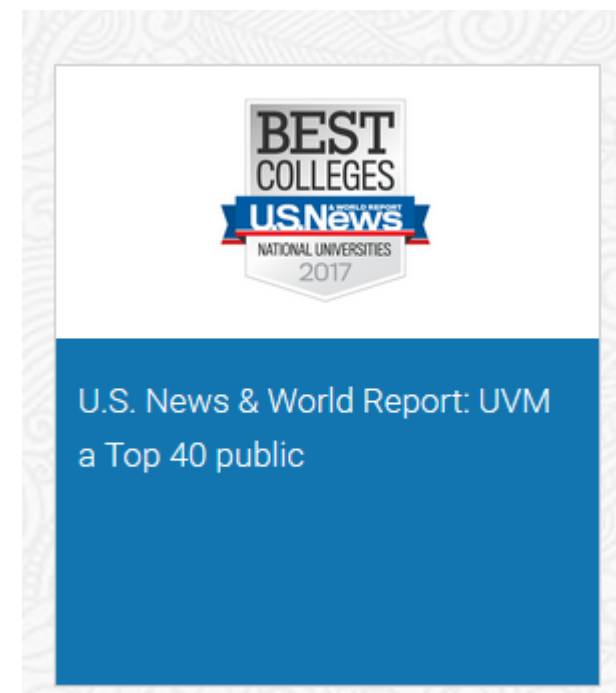 BEST
COLLEGES
& WORLD REPORT
U.S.News
NATIONAL UNIVERSITIES
2017
U.S. News & World Report: UVM
a Top 40 public